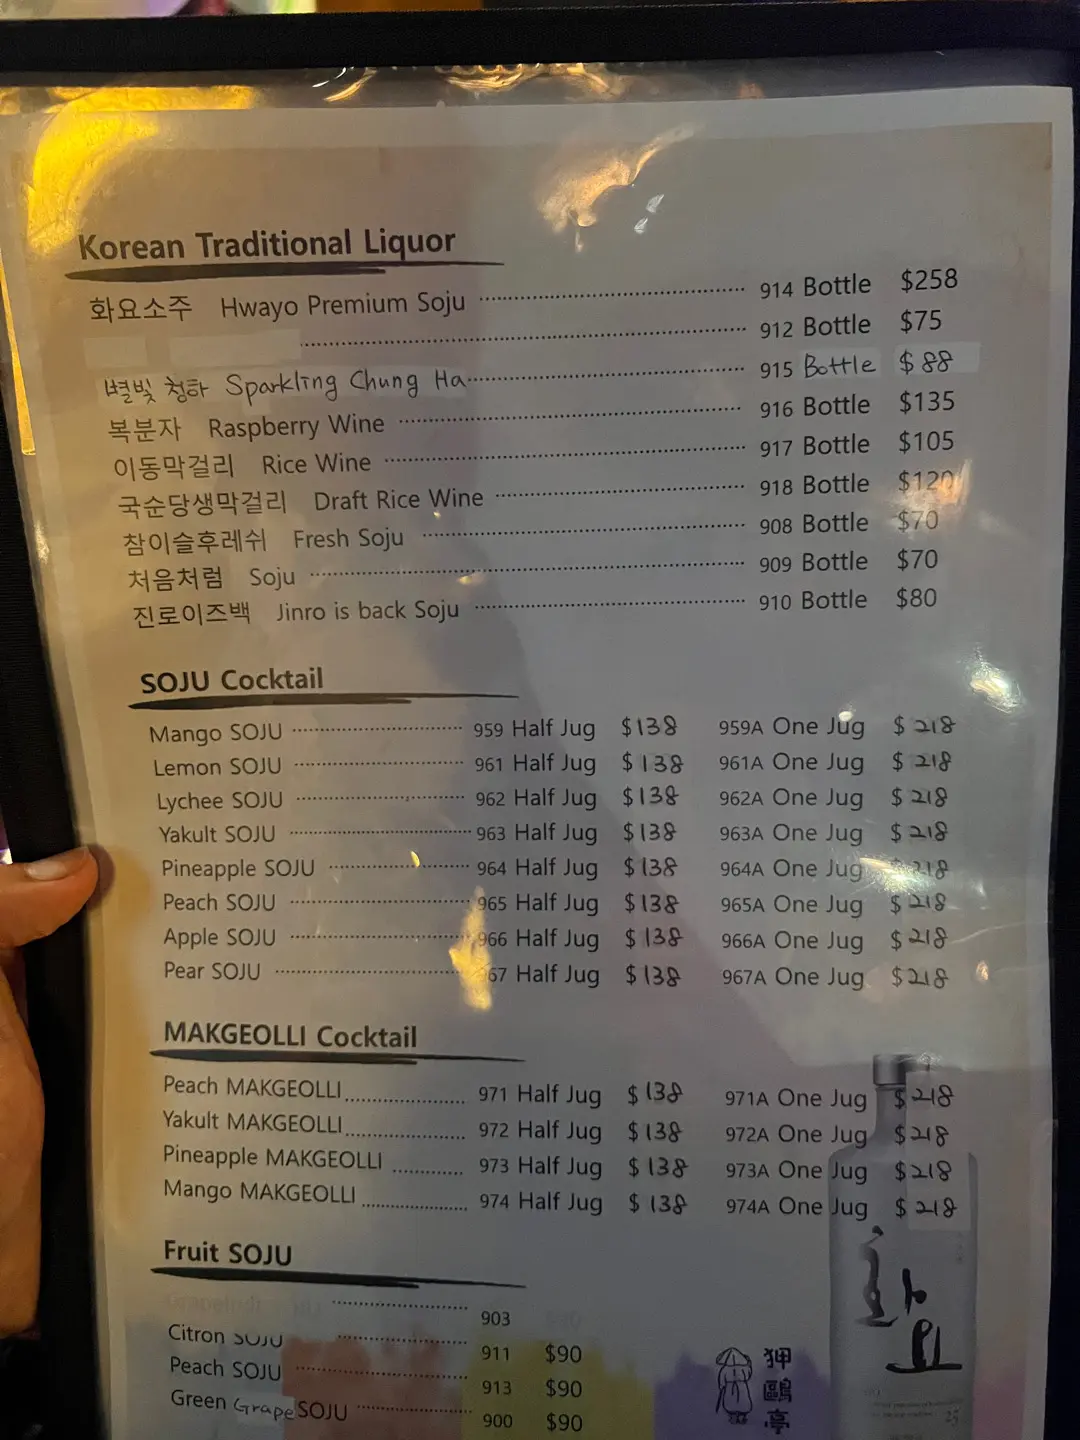 Korean Traditional Liquor
화요소주 Hwayo Premium Soju 914 Bottle $258
912 Bottle $75
별빛 청하 Sparkling Chung Ha 915 Bottle $88
복분자 Raspberry Wine 916 Bottle $135
이동막걸리 Rice Wine 917 Bottle $105
국순당생막걸리 Draft Rice Wine 918 Bottle $120
참이슬후레쉬 Fresh Soju 908 Bottle $70
처음처럼 Soju 909 Bottle $70
진로이즈백 Jinro is back Soju 910 Bottle $80
SOJU Cocktail
Mango SOJU 959 Half Jug $138 959A One Jug $218
Lemon SOJU 961 Half Jug $138 961A One Jug $218
Lychee SOJU 962 Half Jug $138 962A One Jug $218
Yakult SOJU 963 Half Jug $138 963A One Jug $218
Pineapple SOJU 964 Half Jug $138 964A One Jug $218
Peach SOJU 965 Half Jug $138 965A One Jug $218
Apple SOJU 966 Half Jug $138 966A One Jug $218
Pear SOJU 967 Half Jug $138 967A One Jug $218
MAKGEOLLI Cocktail
Peach MAKGEOLLI 971 Half Jug $138 971A One Jug $218
Yakult MAKGEOLLI 972 Half Jug $138 972A One Jug $218
Pineapple MAKGEOLLI 973 Half Jug $138 973A One Jug $218
Mango MAKGEOLLI 974 Half Jug $138 974A One Jug $218
Fruit SOJU
903
Citron SOJU 911 $90
Peach SOJU 913 $90
Green Grape SOJU 900 $90
狎鷗亭
화요
25